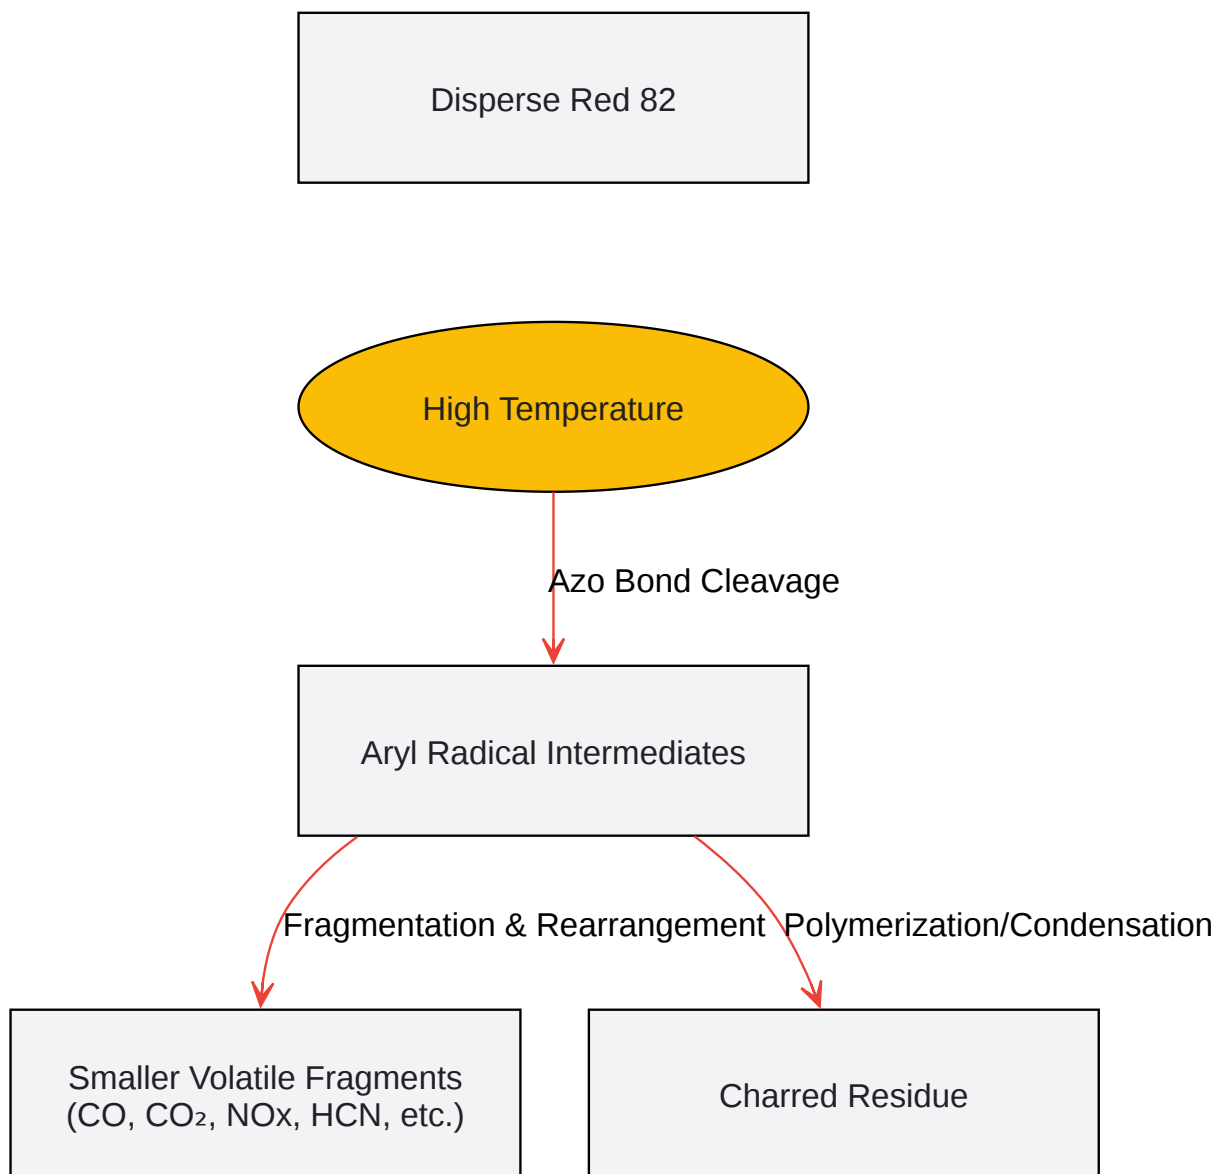 Disperse Red 82
High Temperature
Azo Bond Cleavage
Aryl Radical Intermediates
Fragmentation & Rearrangement
Polymerization/Condensation
Smaller Volatile Fragments
(CO, CO₂, NOx, HCN, etc.)
Charred Residue